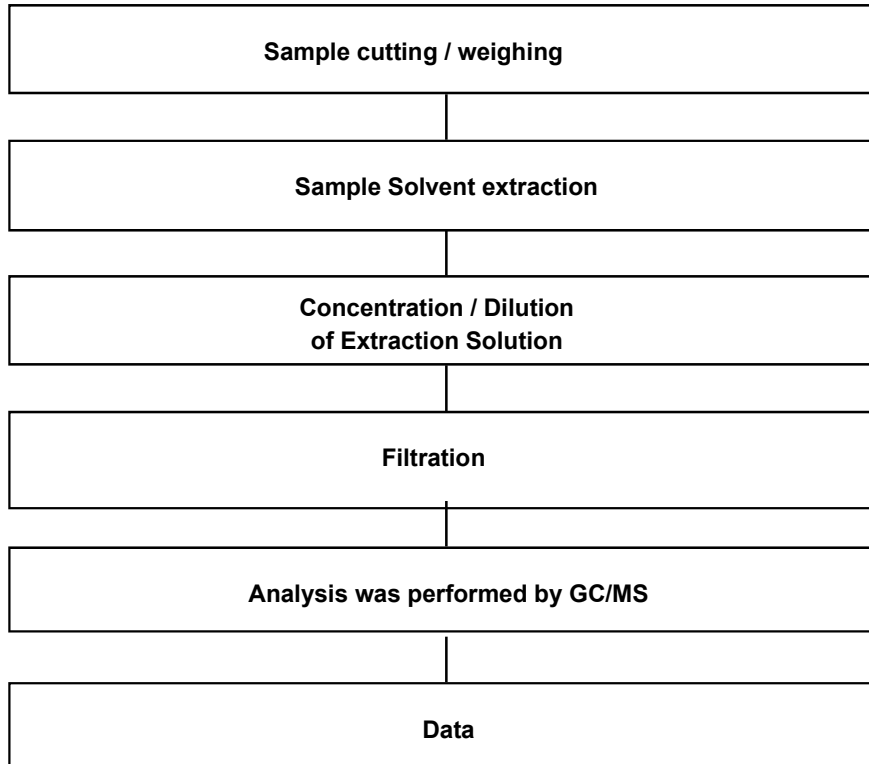 Sample cutting / weighing
Sample Solvent extraction
Concentration / Dilution
of Extraction Solution
Filtration
Analysis was performed by GC/MS
Data